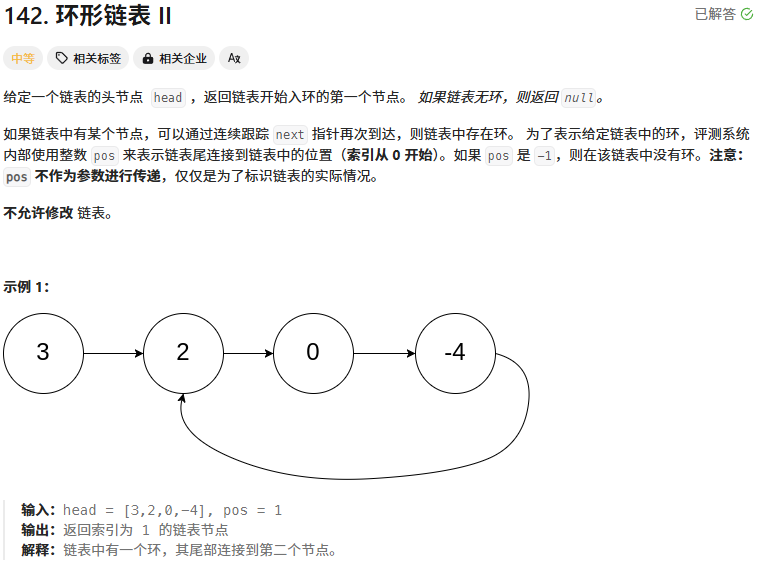 142. 环形链表 II
已解答
中等 相关标签 相关企业
给定一个链表的头节点 head ，返回链表开始入环的第一个节点。 如果链表无环，则返回 null。
如果链表中有某个节点，可以通过连续跟踪 next 指针再次到达，则链表中存在环。 为了表示给定链表中的环，评测系统
内部使用整数 pos 来表示链表尾连接到链表中的位置（索引从 0 开始）。如果 pos 是 -1，则在该链表中没有环。注意：
pos 不作为参数进行传递，仅仅是为了标识链表的实际情况。
不允许修改 链表。
示例 1：
3 2 0 -4
输入：head = [3,2,0,-4], pos = 1
输出：返回索引为 1 的链表节点
解释：链表中有一个环，其尾部连接到第二个节点。